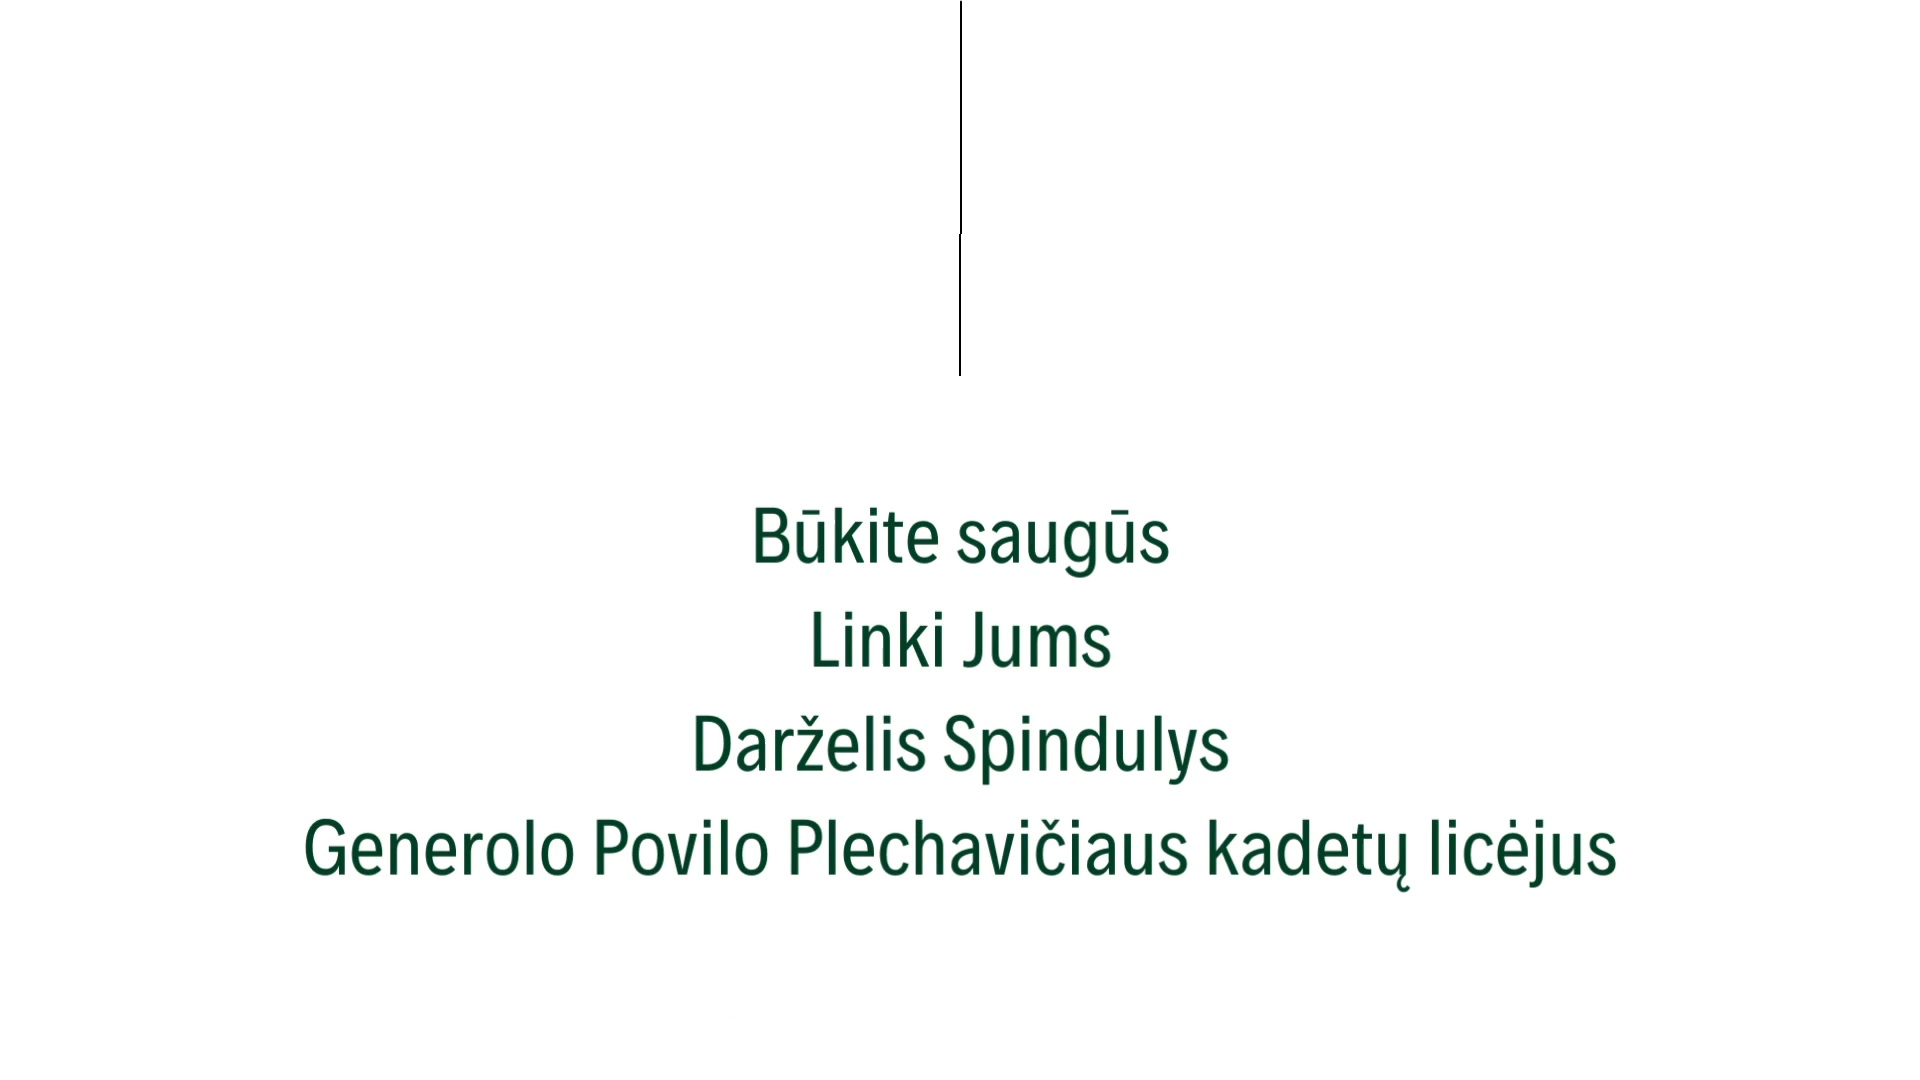 Būkite saugūs
Linki Jums
Darželis Spindulys
Generolo Povilo Plechavičiaus kadetų licėjus